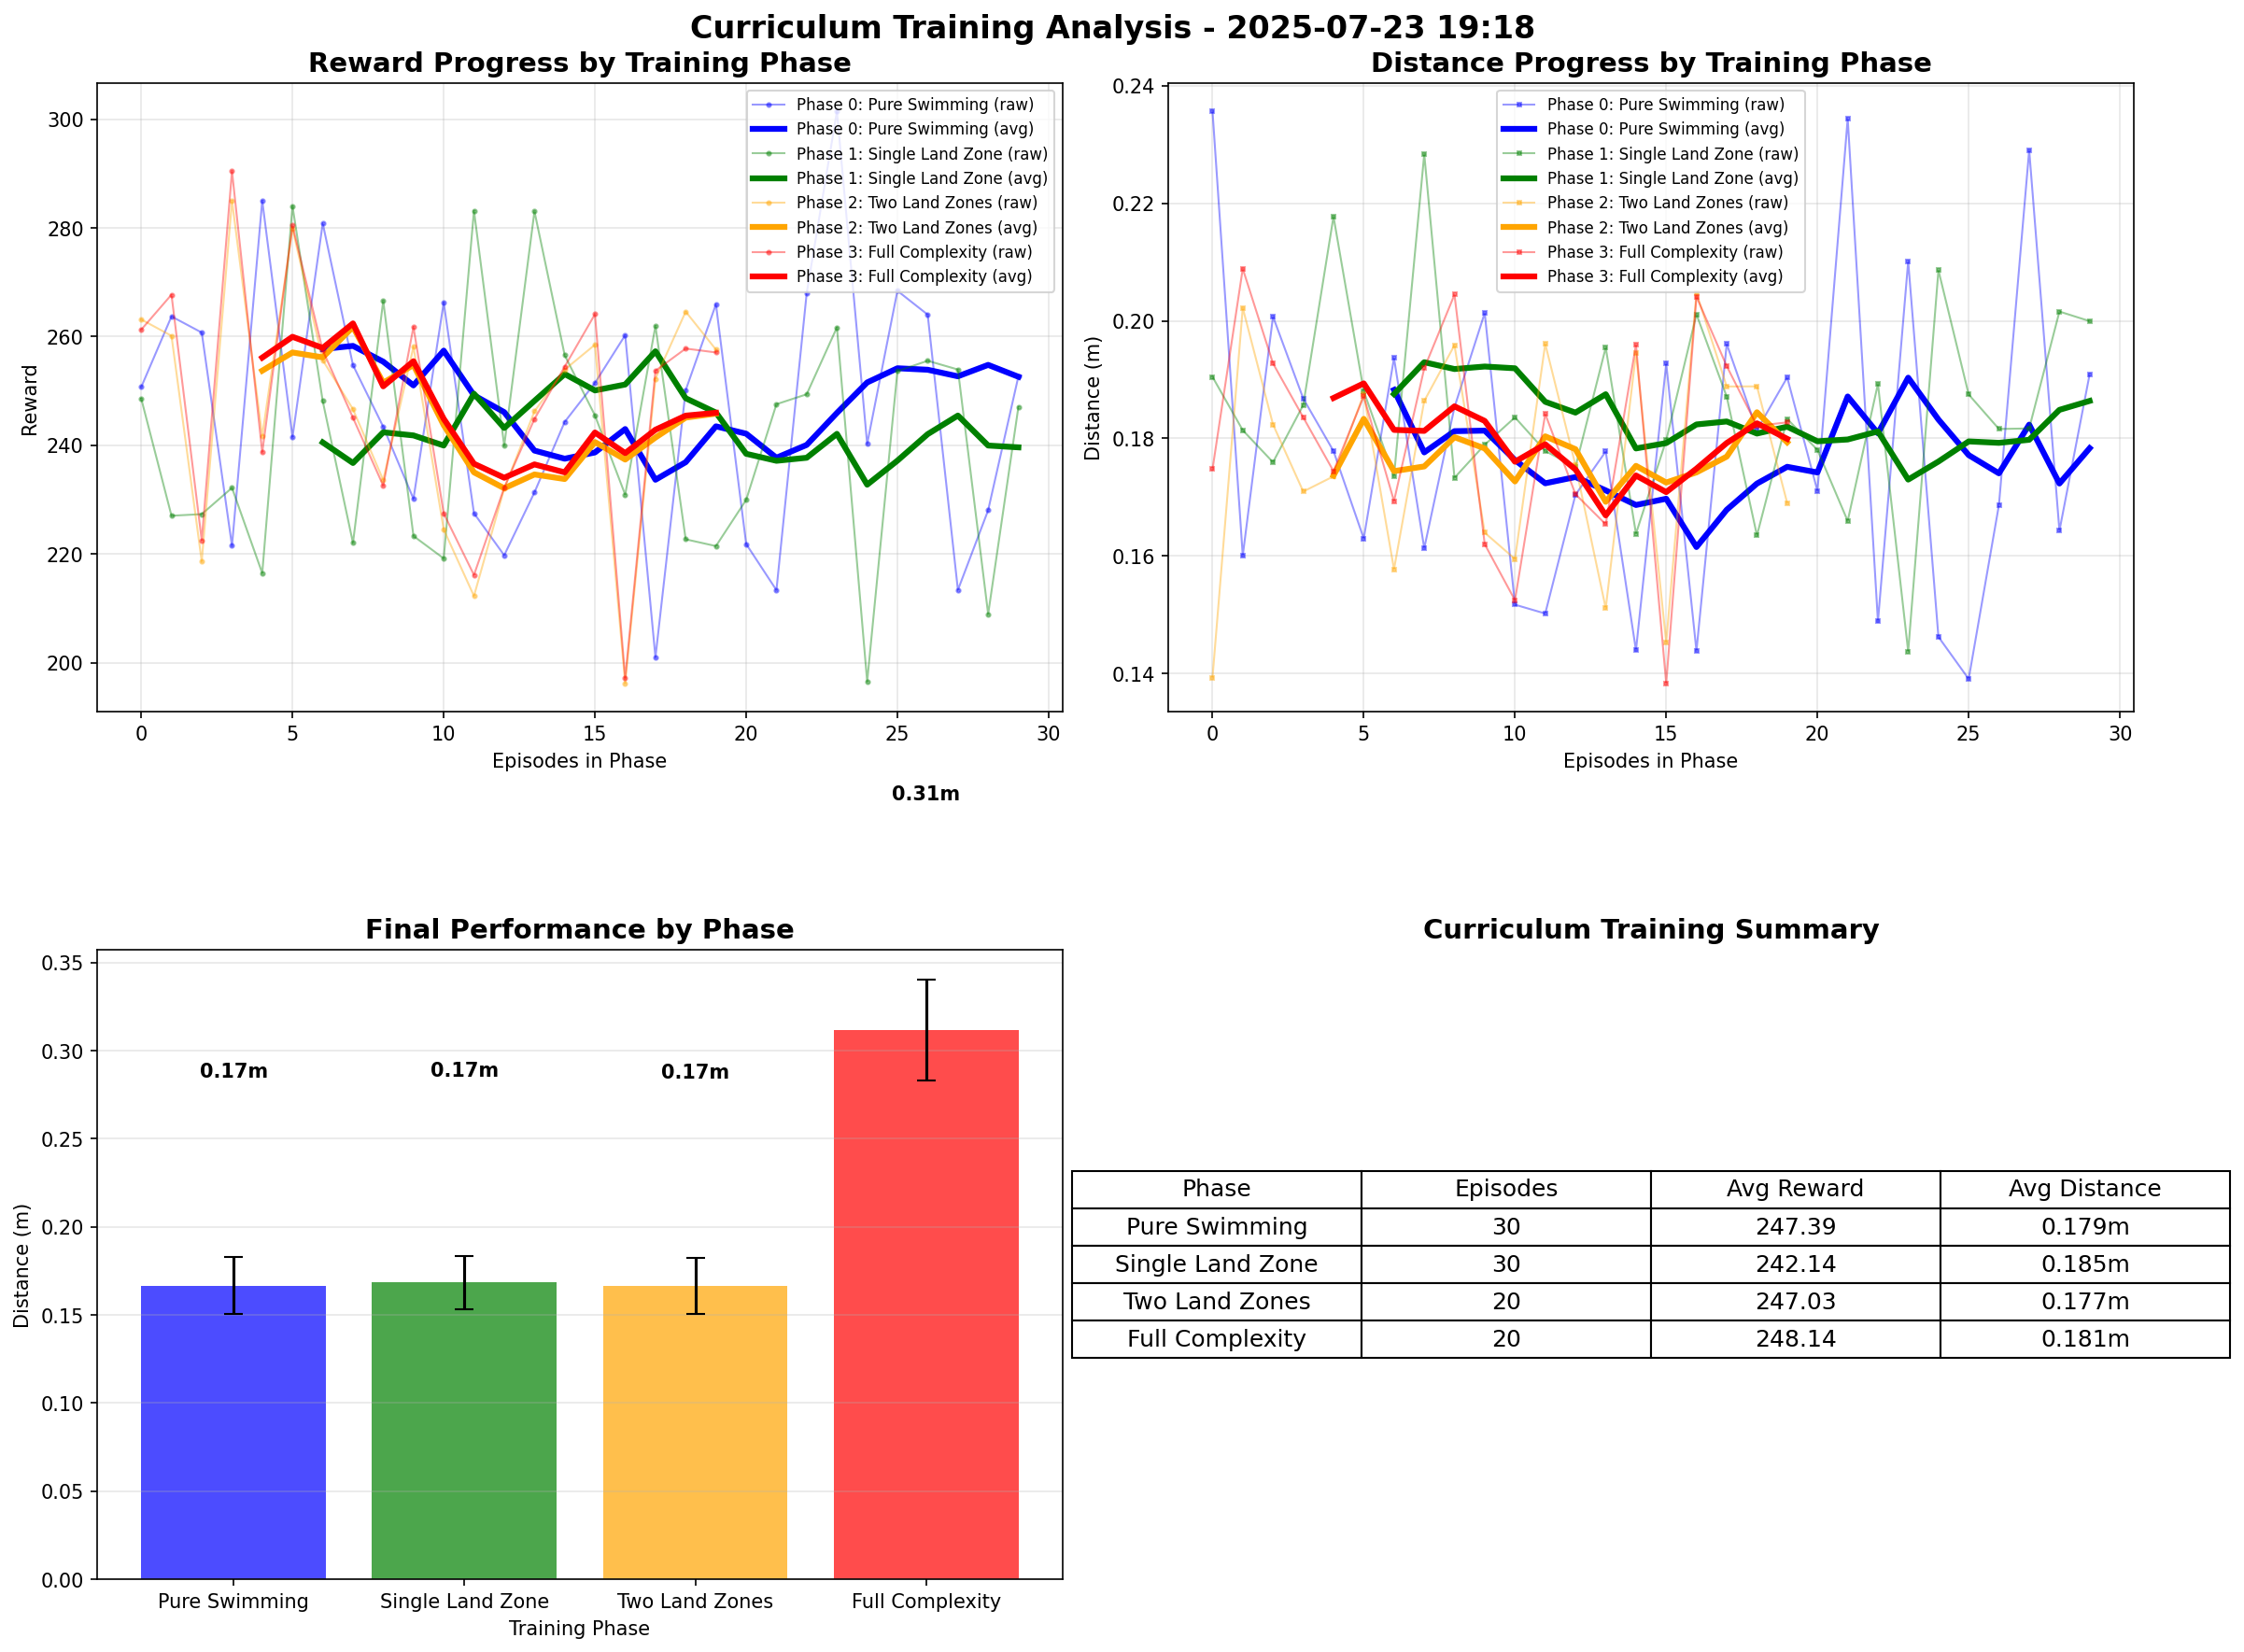 Curriculum Training Analysis - 2025-07-23 19:18
Reward Progress by Training Phase
Reward
300
280
260
240
220
200
0 5 10 15 20 25 30
Episodes in Phase
Phase 0: Pure Swimming (raw)
Phase 0: Pure Swimming (avg)
Phase 1: Single Land Zone (raw)
Phase 1: Single Land Zone (avg)
Phase 2: Two Land Zones (raw)
Phase 2: Two Land Zones (avg)
Phase 3: Full Complexity (raw)
Phase 3: Full Complexity (avg)
Distance Progress by Training Phase
Distance (m)
0.24
0.22
0.20
0.18
0.16
0.14
0 5 10 15 20 25 30
Episodes in Phase
Phase 0: Pure Swimming (raw)
Phase 0: Pure Swimming (avg)
Phase 1: Single Land Zone (raw)
Phase 1: Single Land Zone (avg)
Phase 2: Two Land Zones (raw)
Phase 2: Two Land Zones (avg)
Phase 3: Full Complexity (raw)
Phase 3: Full Complexity (avg)
0.31m
Final Performance by Phase
Distance (m)
0.35
0.30
0.25
0.20
0.15
0.10
0.05
0.00
0.17m 0.17m 0.17m
Pure Swimming Single Land Zone Two Land Zones Full Complexity
Training Phase
Curriculum Training Summary
Phase Episodes Avg Reward Avg Distance
Pure Swimming 30 247.39 0.179m
Single Land Zone 30 242.14 0.185m
Two Land Zones 20 247.03 0.177m
Full Complexity 20 248.14 0.181m